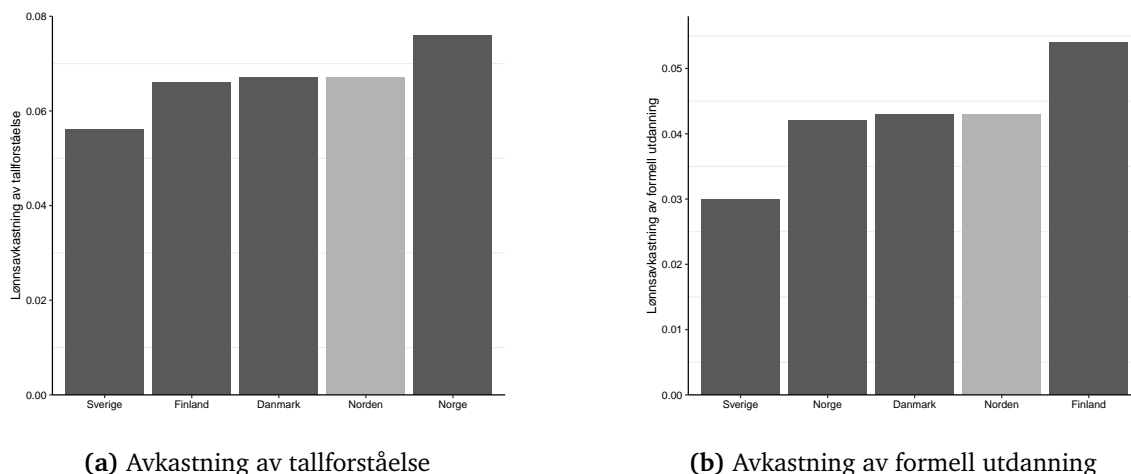 0.08
0.06
0.04
0.02
0.00
Lønnsavkastning av tallforståelse
Sverige Finland Danmark Norden Norge
(a) Avkastning av tallforståelse
0.05
0.04
0.03
0.02
0.01
0.00
Lønnsavkastning av formell utdanning
Sverige Norge Danmark Norden Finland
(b) Avkastning av formell utdanning